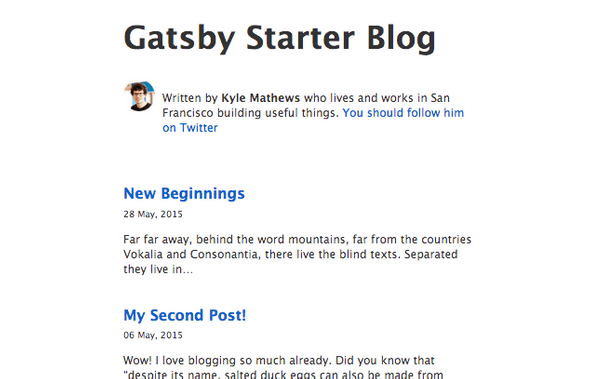 Gatsby Starter Blog
Written by Kyle Mathews who lives and works in San
Francisco building useful things. You should follow him
on Twitter
New Beginnings
28 May, 2015
Far far away, behind the word mountains, far from the countries
Vokalia and Consonantia, there live the blind texts. Separated
they live in…
My Second Post!
06 May, 2015
Wow! I love blogging so much already. Did you know that
"despite its name, salted duck eggs can also be made from